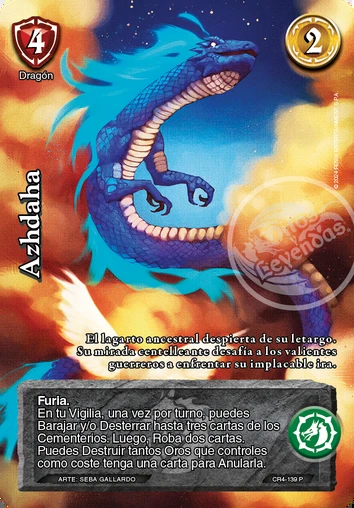 4
Dragón
2
Azhdaha
El lagarto ancestral despierta de su letargo.
Su mirada centelleante desafía a los valientes
guerreros a enfrentar su implacable ira.
Furia.
En tu Vigilia, una vez por turno, puedes
Barajar y/o Desterrar hasta tres cartas de los
Cementerios. Luego, Roba dos cartas.
Puedes Destruir tantos Oros que controles
como coste tenga una carta para Anularla.
ARTE: SEBA GALLARDO
CR4-139 P
Leyendas.